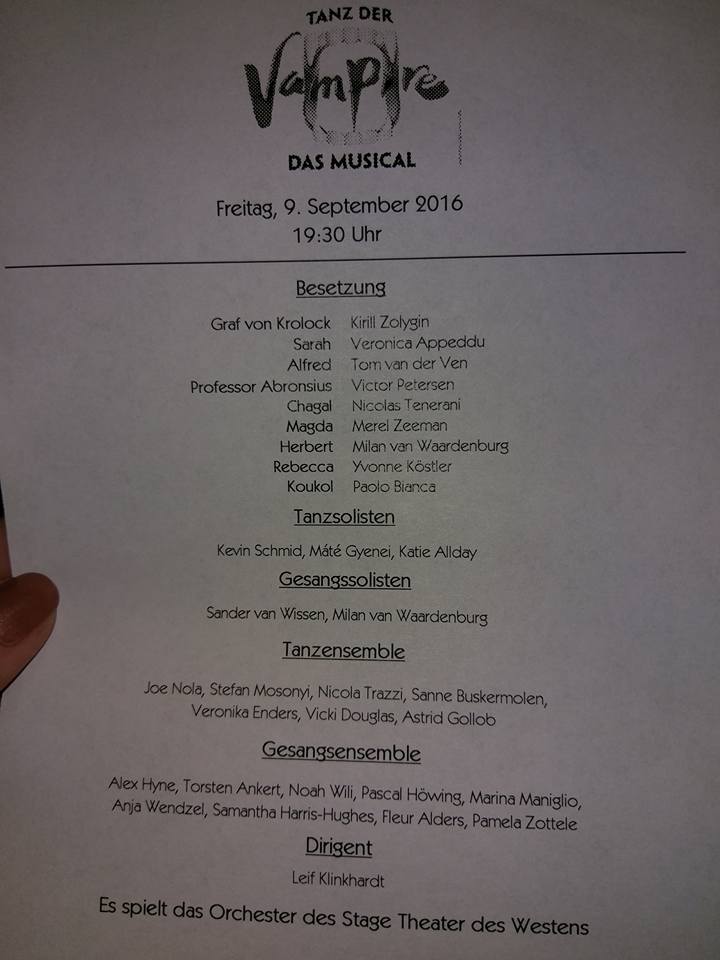 TANZ DER
Vampire
DAS MUSICAL
Freitag, 9. September 2016
19:30 Uhr
Besetzung
Graf von Krolock Kirill Zolygin
Sarah Veronica Appeddu
Alfred Tom van der Ven
Professor Abronsius Victor Petersen
Chagal Nicolas Tenerani
Magda Merel Zeeman
Herbert Milan van Waardenburg
Rebecca Yvonne Köstler
Koukol Paolo Bianca
Tanzsolisten
Kevin Schmid, Máté Gyenei, Katie Allday
Gesangssolisten
Sander van Wissen, Milan van Waardenburg
Tanzensemble
Joe Nola, Stefan Mosonyi, Nicola Trazzi, Sanne Buskermolen,
Veronika Enders, Vicki Douglas, Astrid Gollob
Gesangsensemble
Alex Hyne, Torsten Ankert, Noah Wili, Pascal Höwing, Marina Maniglio,
Anja Wendzel, Samantha Harris-Hughes, Fleur Alders, Pamela Zottele
Dirigent
Leif Klinkhardt
Es spielt das Orchester des Stage Theater des Westens